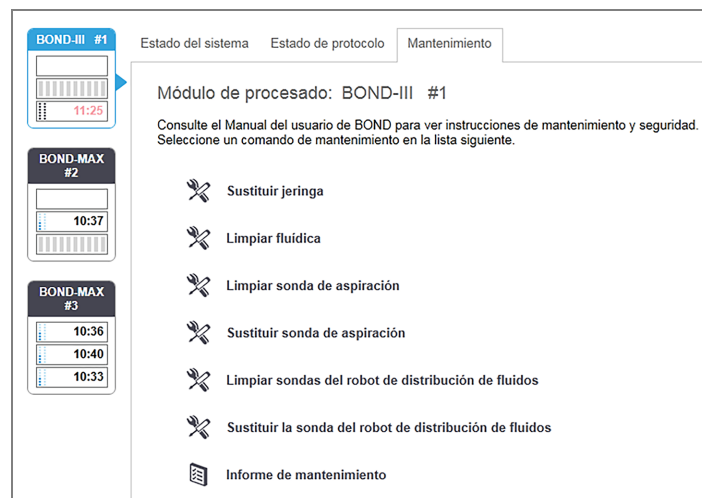 BOND-III #1
11:25
BOND-MAX
#2
10:37
BOND-MAX
#3
10:36
10:40
10:33
Estado del sistema
Estado de protocolo
Mantenimiento
Módulo de procesado: BOND-III #1
Consulte el Manual del usuario de BOND para ver instrucciones de mantenimiento y seguridad.
Seleccione un comando de mantenimiento en la lista siguiente.
Sustituir jeringa
Limpiar fluídica
Limpiar sonda de aspiración
Sustituir sonda de aspiración
Limpiar sondas del robot de distribución de fluidos
Sustituir la sonda del robot de distribución de fluidos
Informe de mantenimiento